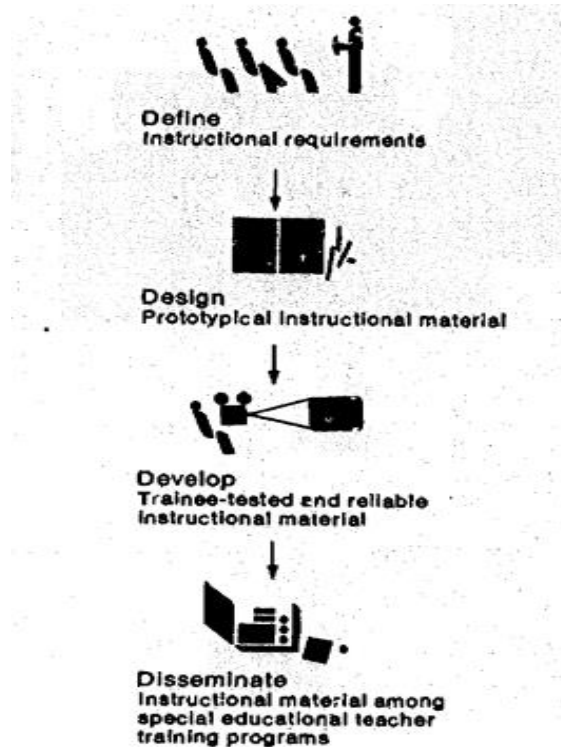 Define
Instructional requirements
Design
Prototypical instructional material
Develop
Trainee-tested and reliable
instructional material
Disseminate
Instructional material among
special educational teacher
training programs